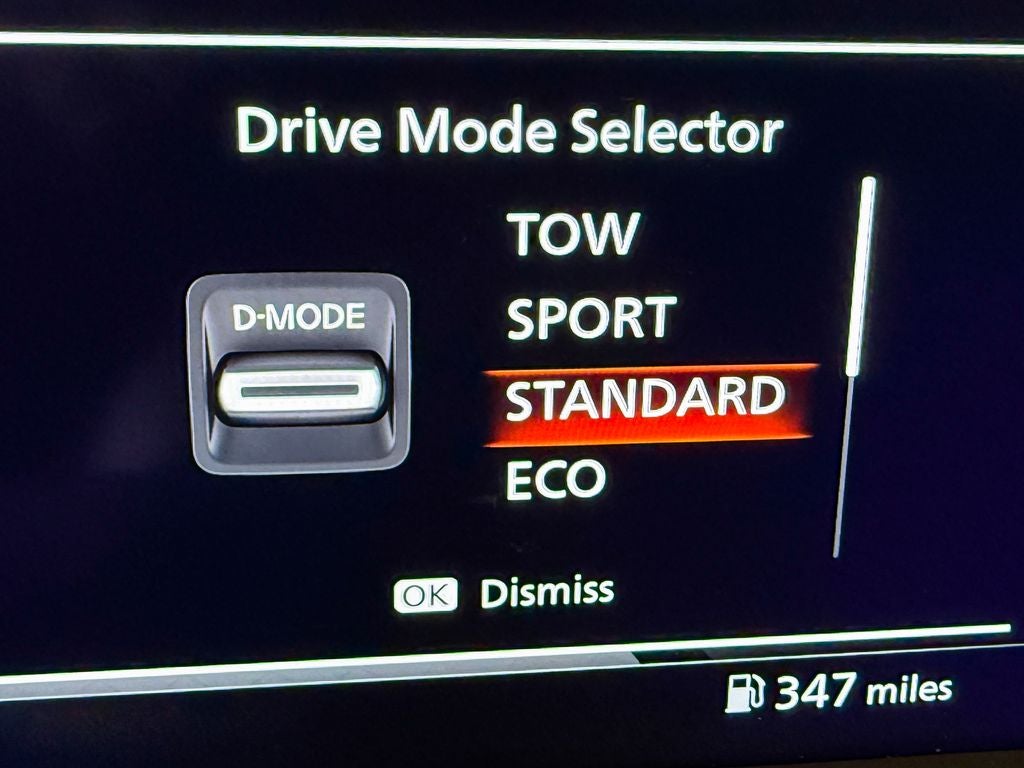 Drive Mode Selector
TOW
SPORT
D-MODE
STANDARD
ECO
OK Dismiss
347 miles